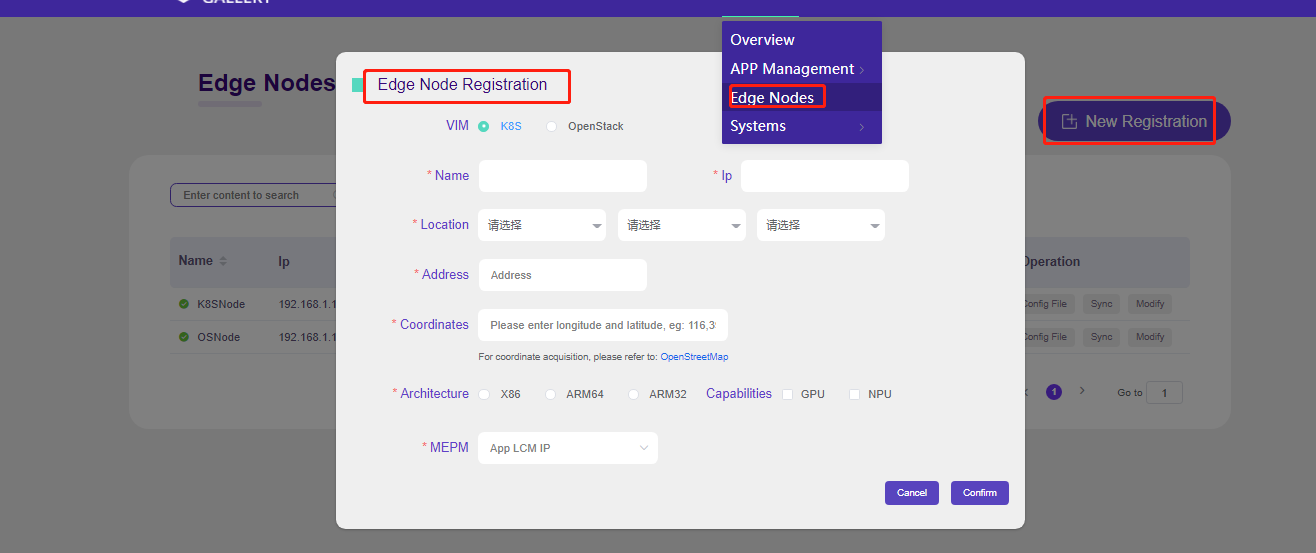 GALLERY
Overview
APP Management
Edge Nodes
Systems
Edge Nodes
New Registration
Edge Node Registration
VIM K8S OpenStack
* Name * Ip
* Location 请选择 请选择 请选择
* Address Address
* Coordinates Please enter longitude and latitude, eg: 116,39
For coordinate acquisition, please refer to: OpenStreetMap
* Architecture X86 ARM64 ARM32 Capabilities GPU NPU
* MEPM App LCM IP
Cancel Confirm
Enter content to search
Name Ip Operation
K8SNode 192.168.1.1 Config File Sync Modify
OSNode 192.168.1.1 Config File Sync Modify
1 Go to 1